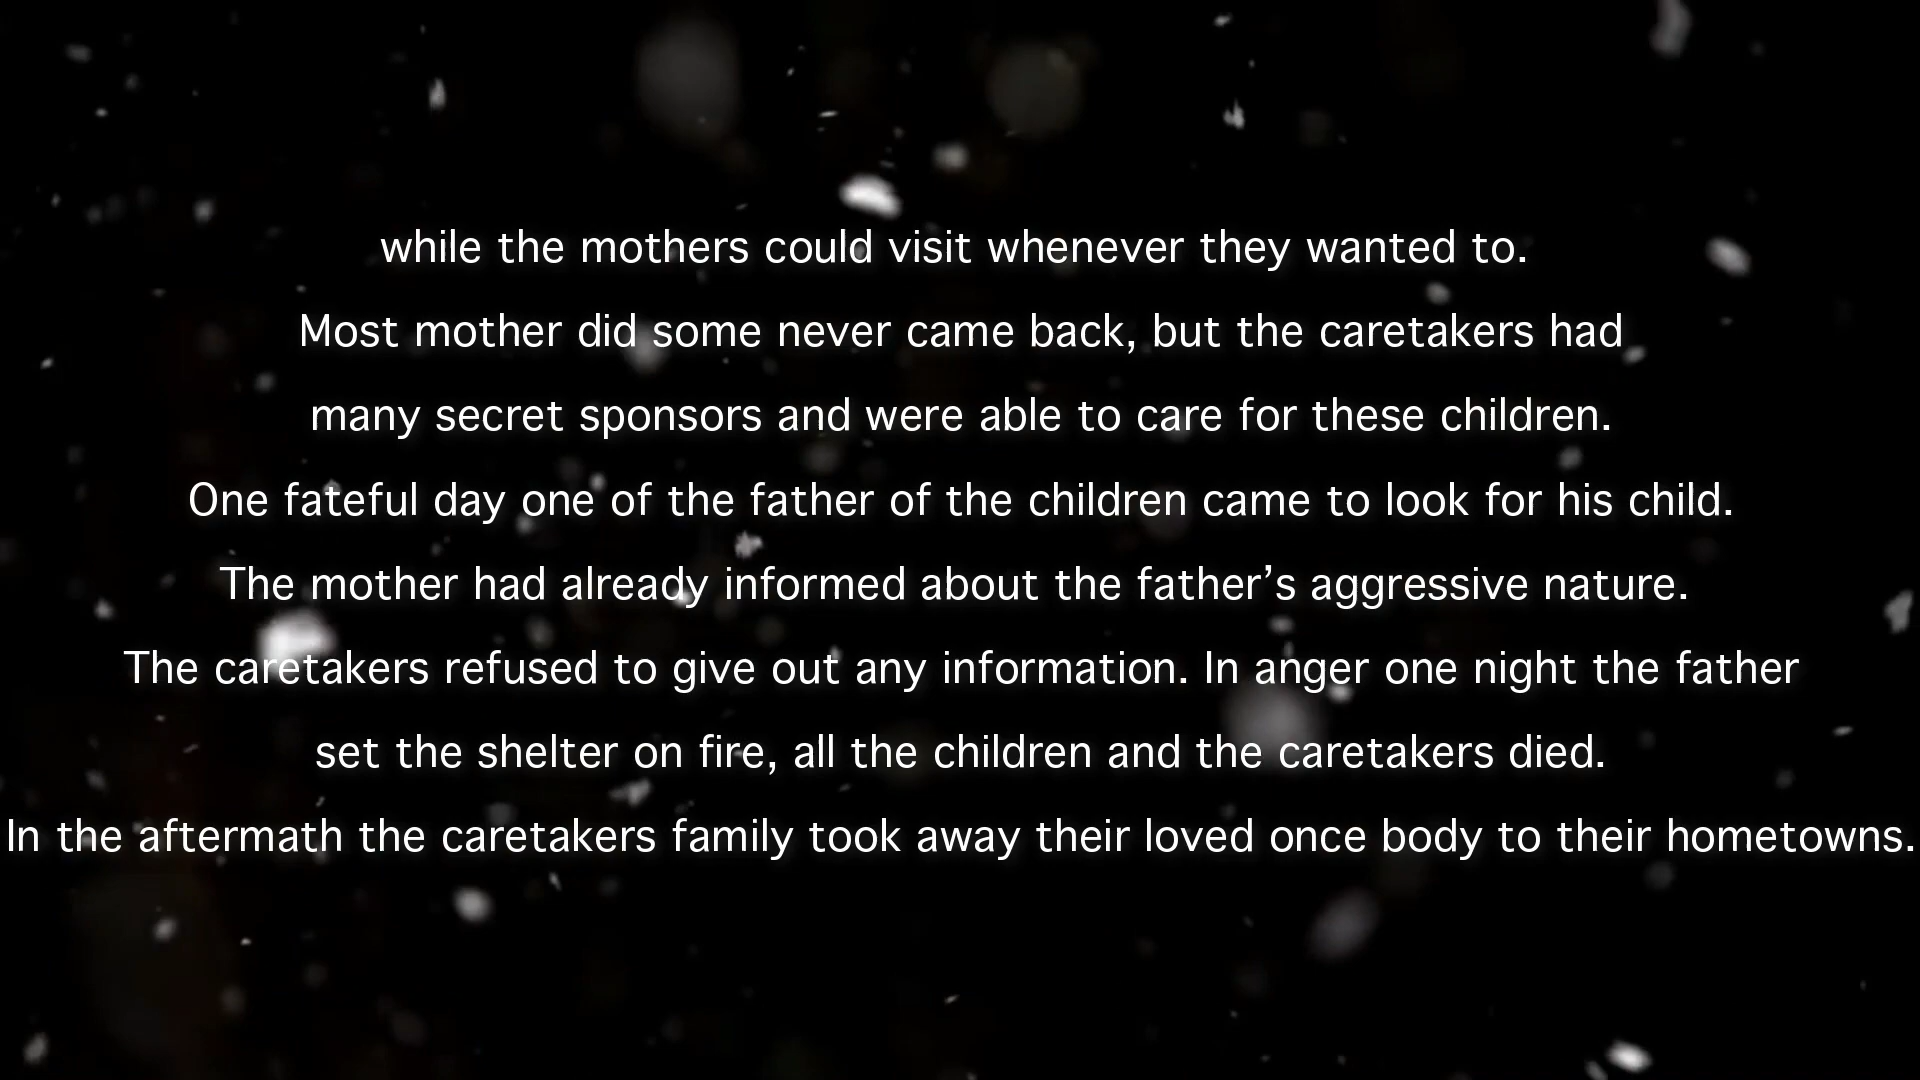 while the mothers could visit whenever they wanted to.
Most mother did some never came back, but the caretakers had
many secret sponsors and were able to care for these children.
One fateful day one of the father of the children came to look for his child.
The mother had already informed about the father’s aggressive nature.
The caretakers refused to give out any information. In anger one night the father
set the shelter on fire, all the children and the caretakers died.
In the aftermath the caretakers family took away their loved once body to their hometowns.